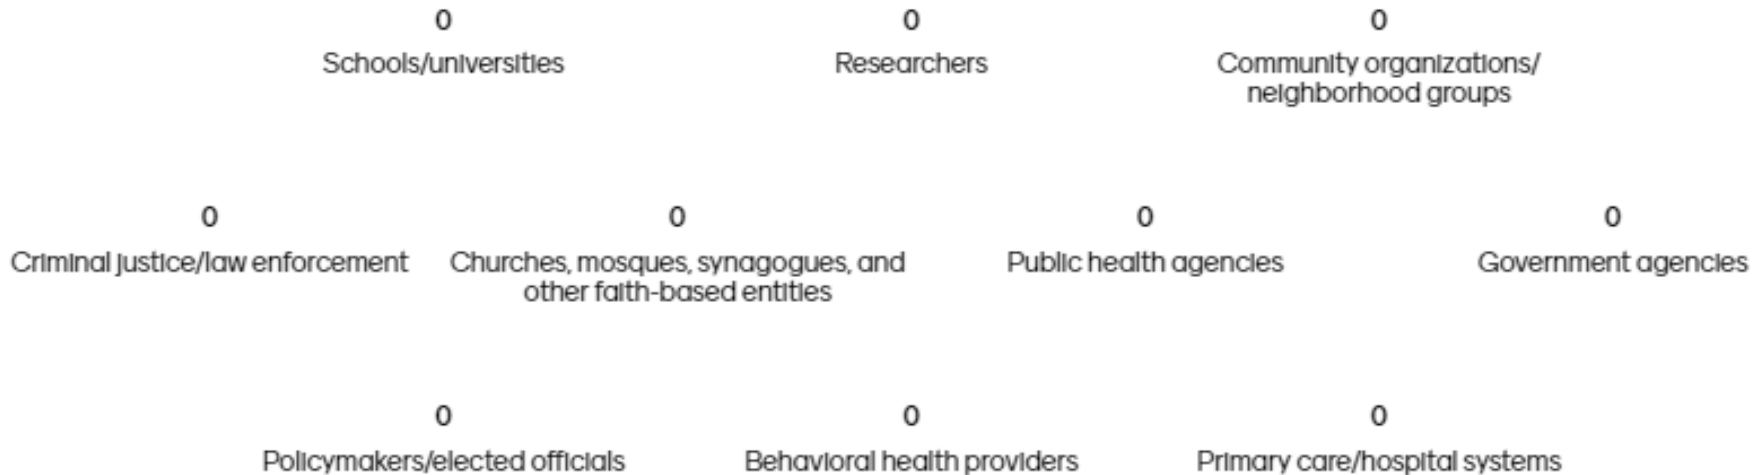 0 0 0
Schools/universities Researchers Community organizations/
neighborhood groups
0 0 0 0
Criminal justice/law enforcement Churches, mosques, synagogues, and Public health agencies Government agencies
other faith-based entities
0 0 0
Policymakers/elected officials Behavioral health providers Primary care/hospital systems